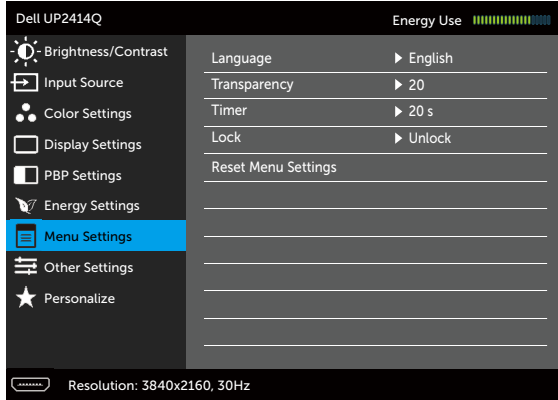 Dell UP2414Q
Energy Use
Brightness/Contrast
Input Source
Color Settings
Display Settings
PBP Settings
Energy Settings
Menu Settings
Other Settings
Personalize
Language English
Transparency 20
Timer 20 s
Lock Unlock
Reset Menu Settings
Resolution: 3840x2160, 30Hz